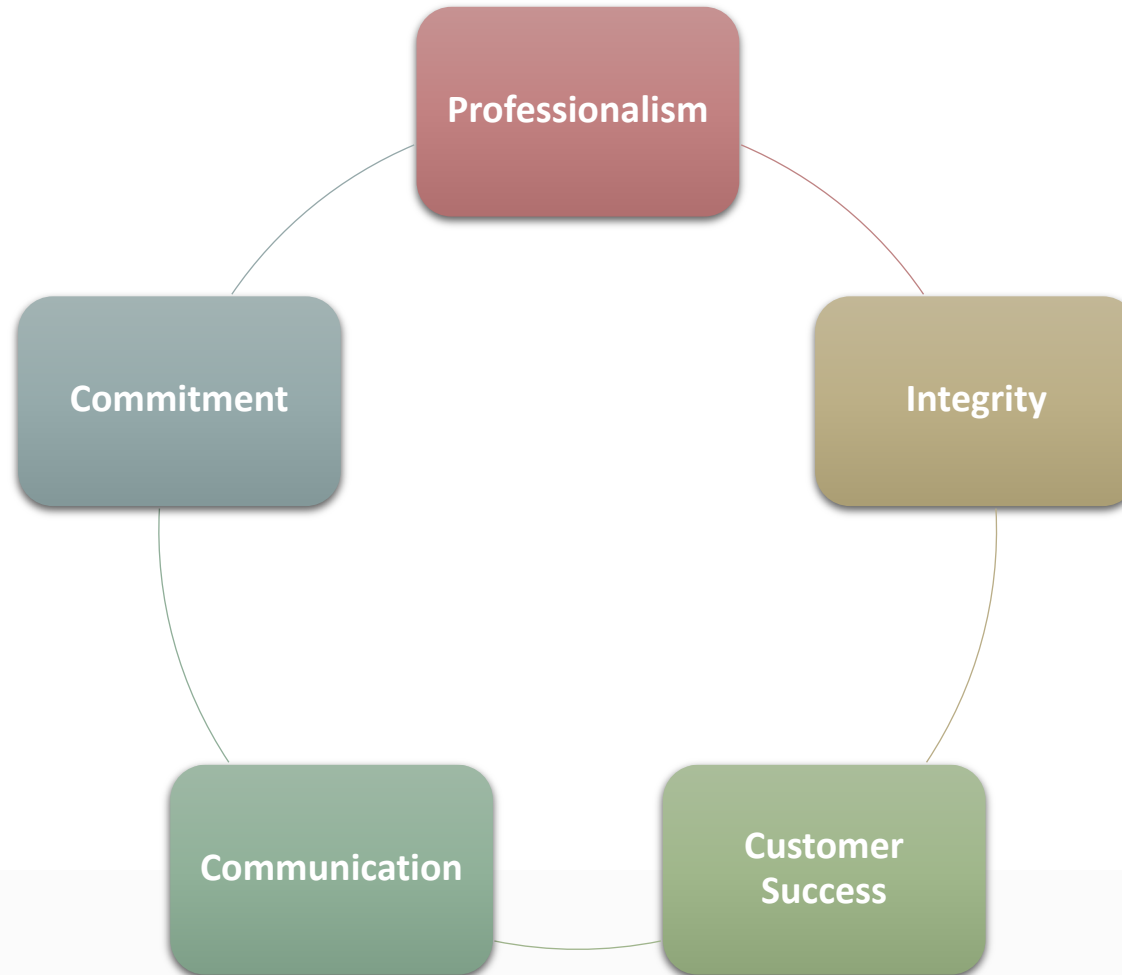 Professionalism
Commitment
Integrity
Communication
Customer
Success